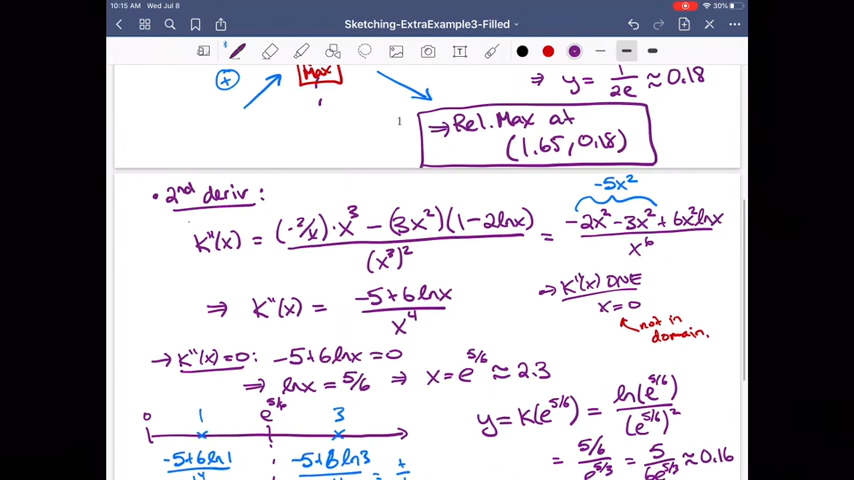 10:15 AM Wed Jul 8
30%
Sketching-ExtraExample3-Filled
+ Max
⇒ y = 1/2e ≈ 0.18
1
⇒ Rel. Max at
(1.65, 0.18)
• 2nd deriv :
-5x²
K''(x) = ((-2/x)·x³ - (3x²)(1-2lnx))/(x³)² = (-2x² - 3x² + 6x²lnx)/x⁶
→ K''(x) DNE
x = 0
not in
domain.
⇒ K''(x) = (-5+6lnx)/x⁴
→ K''(x)=0: -5+6lnx=0
⇒ lnx = 5/6 ⇒ x = e^(5/6) ≈ 2.3
0 1 e^(5/6) 3
y = K(e^(5/6)) = ln(e^(5/6))/(e^(5/6))²
= (5/6)/e^(5/3) = 5/6e^(5/3) ≈ 0.16
-5+6ln1 -5+6ln3 = +